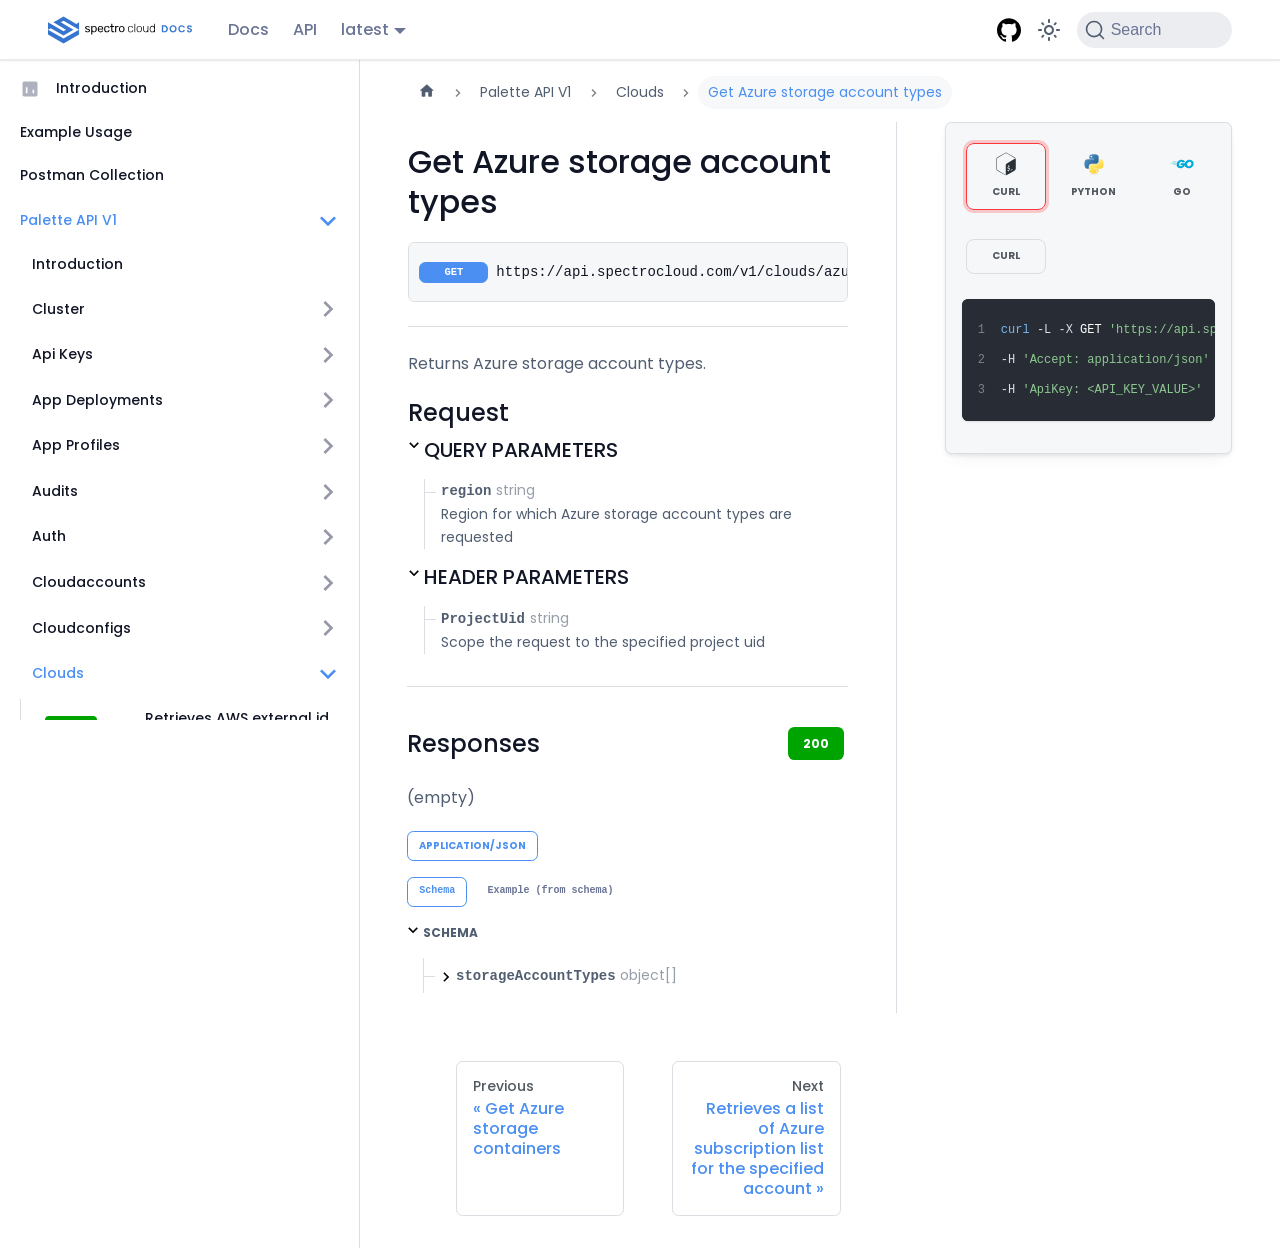 spectro cloud DOCS
Docs
API
latest
Search
Introduction
Example Usage
Postman Collection
Palette API V1
Introduction
Cluster
Api Keys
App Deployments
App Profiles
Audits
Auth
Cloudaccounts
Cloudconfigs
Clouds
Retrieves AWS external id
Palette API V1
Clouds
Get Azure storage account types
Get Azure storage account
types
GET https://api.spectrocloud.com/v1/clouds/azu
Returns Azure storage account types.
Request
QUERY PARAMETERS
region string
Region for which Azure storage account types are
requested
HEADER PARAMETERS
ProjectUid string
Scope the request to the specified project uid
Responses
200
(empty)
APPLICATION/JSON
Schema
Example (from schema)
SCHEMA
storageAccountTypes object[]
CURL
PYTHON
GO
CURL
1 curl -L -X GET 'https://api.sp
2 -H 'Accept: application/json'
3 -H 'ApiKey: <API_KEY_VALUE>'
Previous
« Get Azure
storage
containers
Next
Retrieves a list
of Azure
subscription list
for the specified
account »